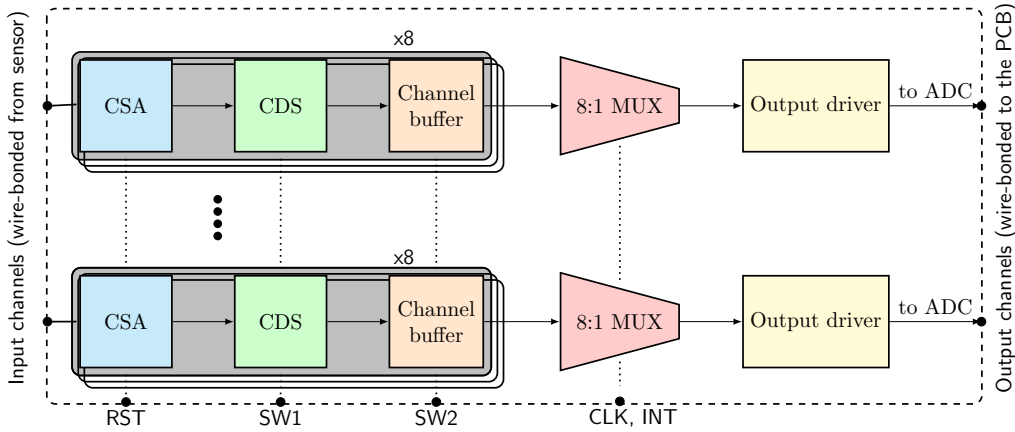 Input channels (wire-bonded from sensor)
x8
CSA
CDS
Channel
buffer
8:1 MUX
Output driver
to ADC
x8
CSA
CDS
Channel
buffer
8:1 MUX
Output driver
to ADC
RST
SW1
SW2
CLK, INT
Output channels (wire-bonded to the PCB)